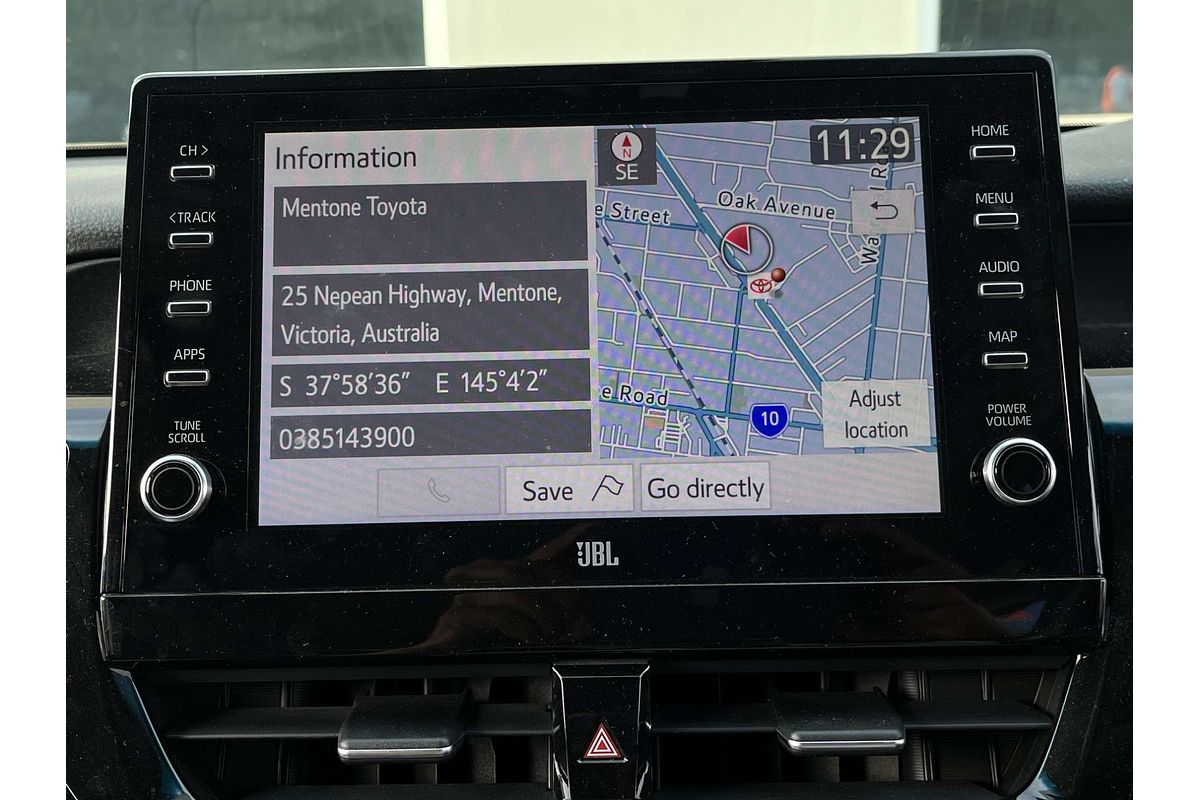 CH >
<TRACK
PHONE
APPS
TUNE
SCROLL
Information
Mentone Toyota
25 Nepean Highway, Mentone,
Victoria, Australia
S 37°58'36" E 145°4'2"
0385143900
Save
Go directly
N
SE
11:29
e Street
Oak Avenue
e Road
10
Adjust
location
HOME
MENU
AUDIO
MAP
POWER
VOLUME
JBL